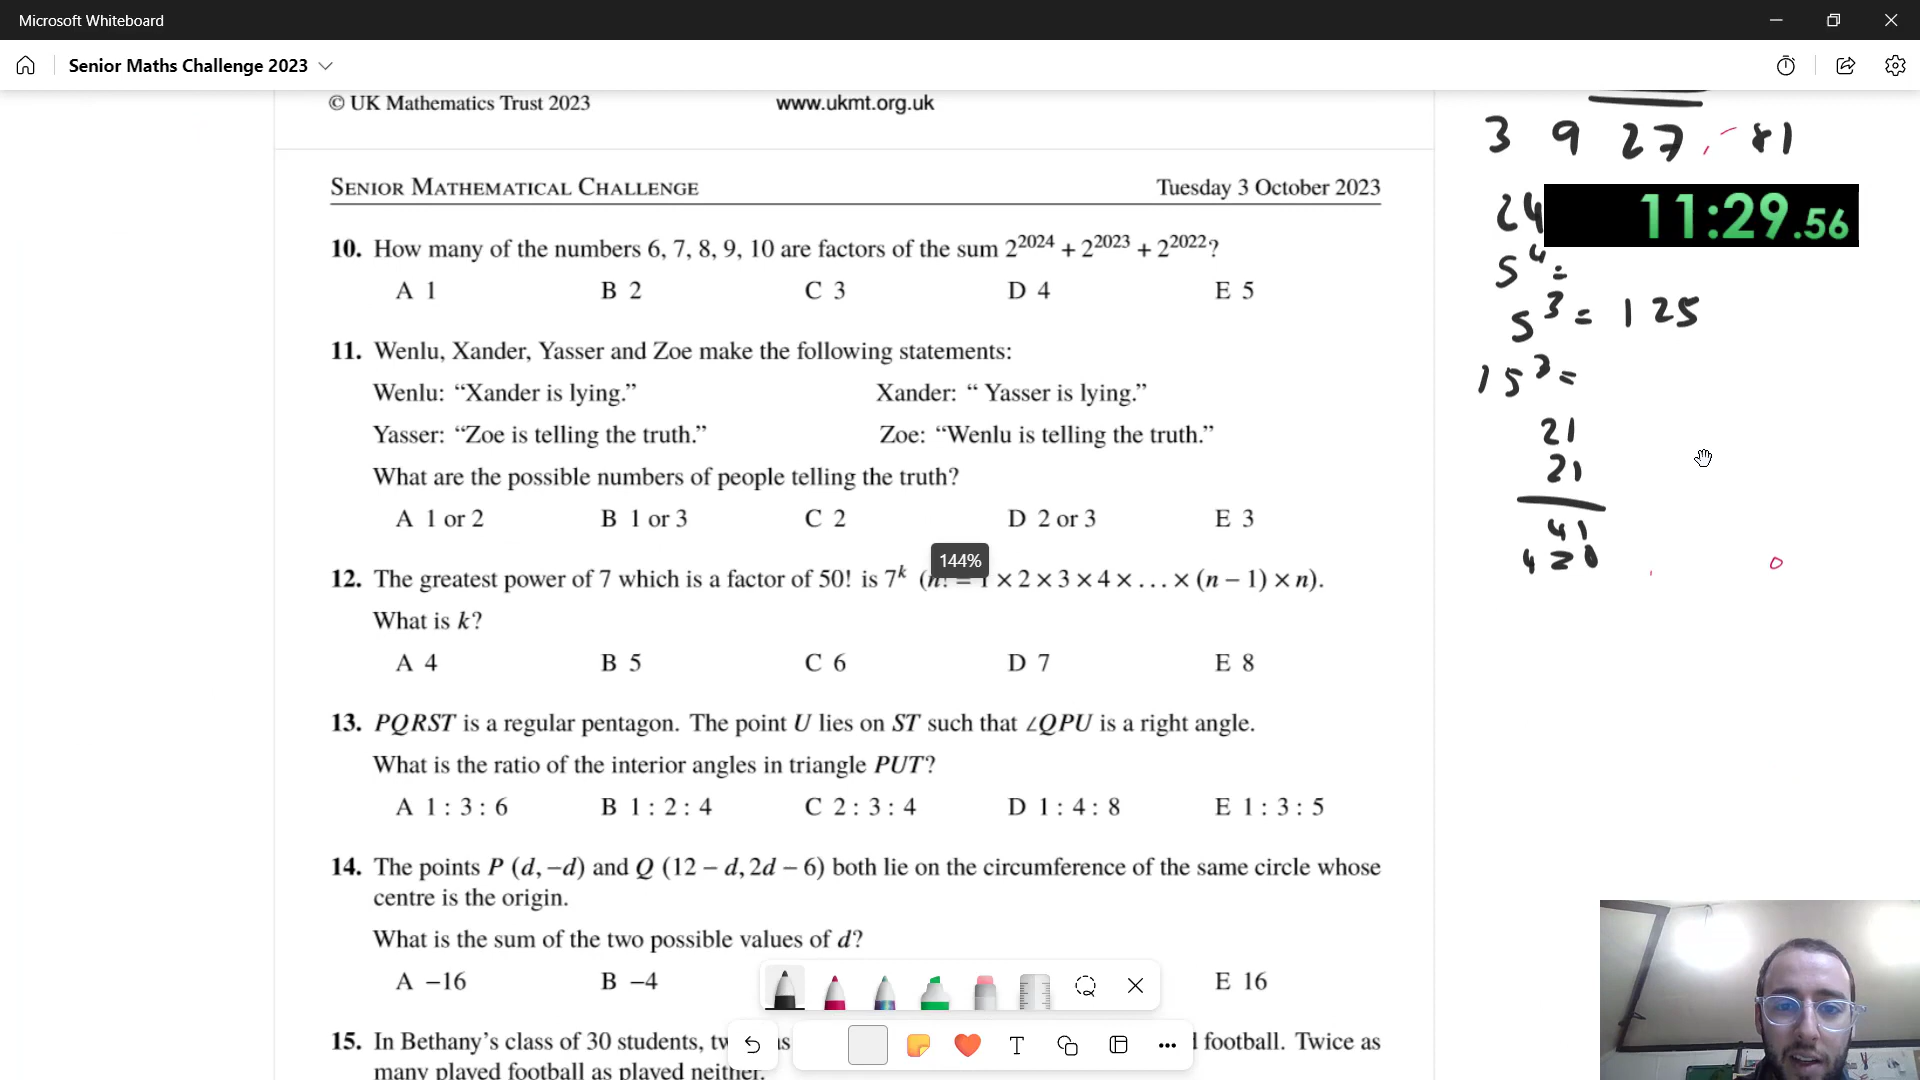 Microsoft Whiteboard
Senior Maths Challenge 2023
© UK Mathematics Trust 2023 www.ukmt.org.uk
SENIOR MATHEMATICAL CHALLENGE Tuesday 3 October 2023
10. How many of the numbers 6, 7, 8, 9, 10 are factors of the sum 2^2024 + 2^2023 + 2^2022?
A 1 B 2 C 3 D 4 E 5
11. Wenlu, Xander, Yasser and Zoe make the following statements:
Wenlu: “Xander is lying.” Xander: “ Yasser is lying.”
Yasser: “Zoe is telling the truth.” Zoe: “Wenlu is telling the truth.”
What are the possible numbers of people telling the truth?
A 1 or 2 B 1 or 3 C 2 D 2 or 3 E 3
144%
12. The greatest power of 7 which is a factor of 50! is 7^k (n! = 1 × 2 × 3 × 4 × . . . × (n − 1) × n).
What is k?
A 4 B 5 C 6 D 7 E 8
13. PQRST is a regular pentagon. The point U lies on ST such that ∠QPU is a right angle.
What is the ratio of the interior angles in triangle PUT?
A 1 : 3 : 6 B 1 : 2 : 4 C 2 : 3 : 4 D 1 : 4 : 8 E 1 : 3 : 5
14. The points P (d, −d) and Q (12 − d, 2d − 6) both lie on the circumference of the same circle whose
centre is the origin.
What is the sum of the two possible values of d?
A −16 B −4 E 16
15. In Bethany’s class of 30 students, football. Twice as
many played football as played neither.
3 9 27 81
24
11:29.56
5^4 =
5^3 = 125
15^3 =
21
21
41
420